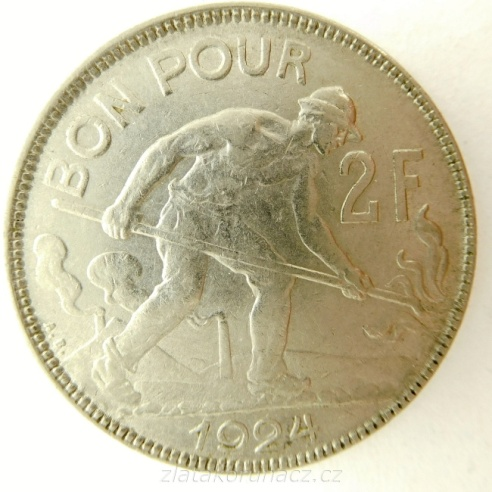 BON POUR
2F
1924
zlatakorunacz.cz